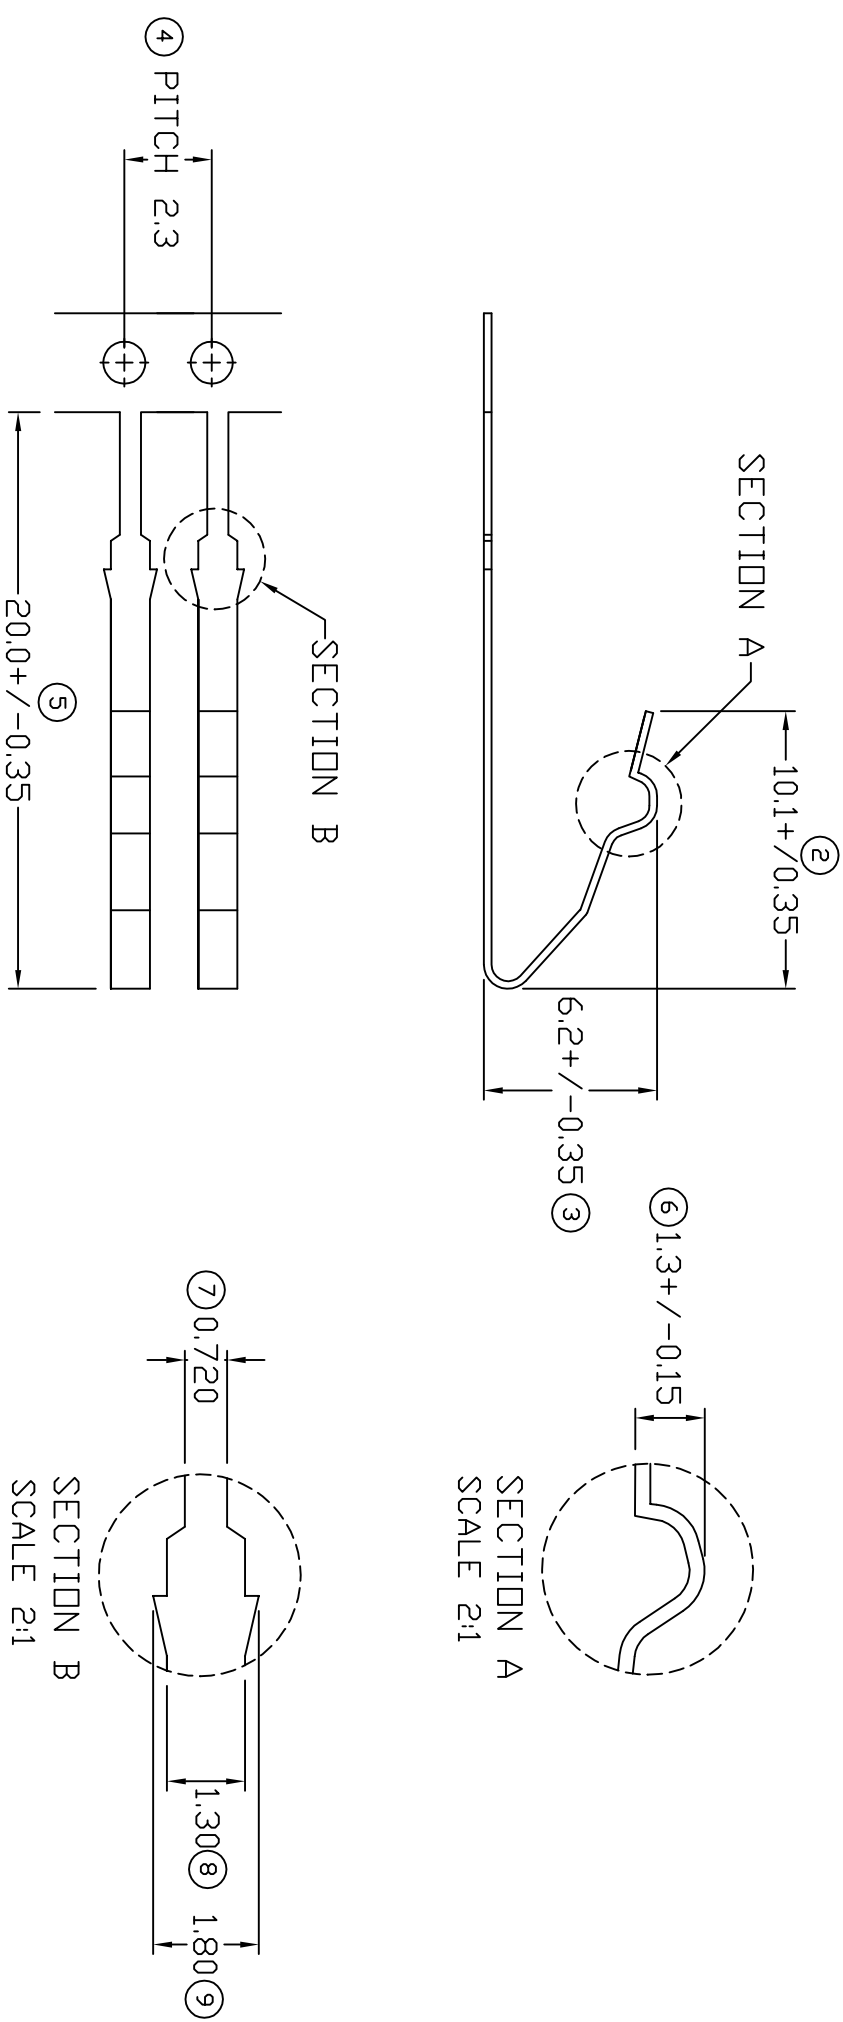 ②
10.1+/0.35
SECTION A
6.2+/-0.35 ③
⑥ 1.3+/-0.15
SECTION A
SCALE 2:1
④ PITCH 2.3
SECTION B
⑤
20.0+/-0.35
⑦ 0.720
1.30 ⑧
1.80 ⑨
SECTION B
SCALE 2:1